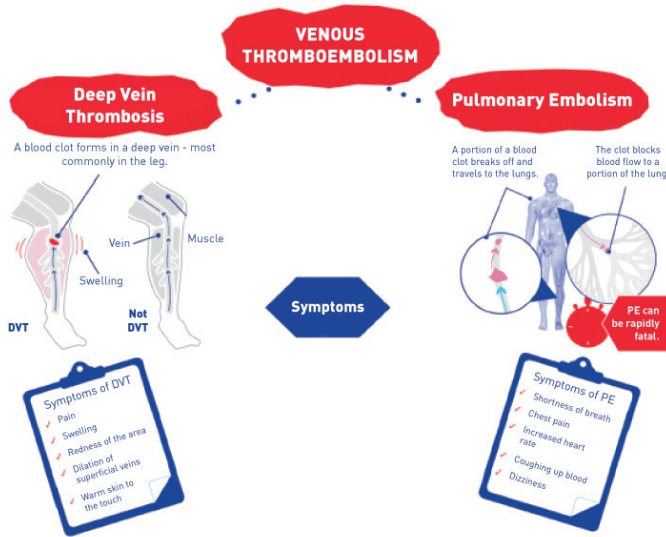 VENOUS
THROMBOEMBOLISM
Deep Vein
Thrombosis
A blood clot forms in a deep vein - most
commonly in the leg.
Vein
Muscle
Swelling
DVT
Not
DVT
Pulmonary Embolism
A portion of a blood
clot breaks off and
travels to the lungs.
The clot blocks
blood flow to a
portion of the lung
PE can
be rapidly
fatal.
Symptoms
Symptoms of DVT
✓ Pain
✓ Swelling
✓ Redness of the area
✓ Dilation of
superficial veins
✓ Warm skin to
the touch
Symptoms of PE
✓ Shortness of breath
✓ Chest pain
✓ Increased heart
rate
✓ Coughing up blood
✓ Dizziness